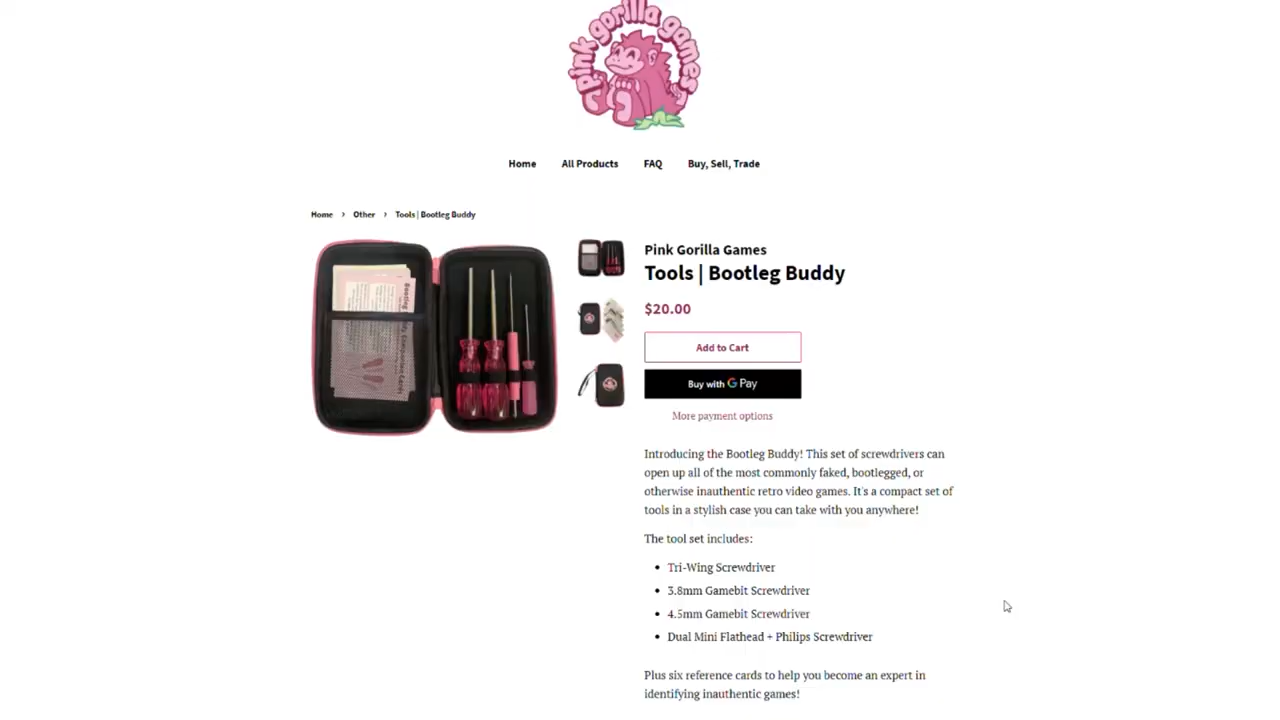 pink gorilla games
Home All Products FAQ Buy, Sell, Trade
Home › Other › Tools | Bootleg Buddy
Bootleg Buddy Companion Cards
Pink Gorilla Games
Tools | Bootleg Buddy
$20.00
Add to Cart
Buy with G Pay
More payment options
Introducing the Bootleg Buddy! This set of screwdrivers can
open up all of the most commonly faked, bootlegged, or
otherwise inauthentic retro video games. It's a compact set of
tools in a stylish case you can take with you anywhere!
The tool set includes:
• Tri-Wing Screwdriver
• 3.8mm Gamebit Screwdriver
• 4.5mm Gamebit Screwdriver
• Dual Mini Flathead + Philips Screwdriver
Plus six reference cards to help you become an expert in
identifying inauthentic games!